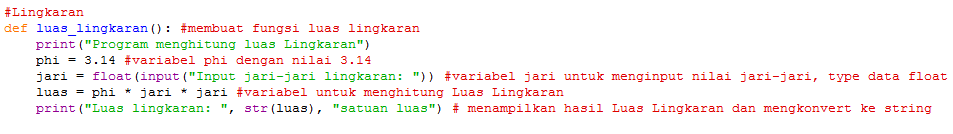 #Lingkaran
def luas_lingkaran(): #membuat fungsi luas lingkaran
    print("Program menghitung luas Lingkaran")
    phi = 3.14 #variabel phi dengan nilai 3.14
    jari = float(input("Input jari-jari lingkaran: ")) #variabel jari untuk menginput nilai jari-jari, type data float
    luas = phi * jari * jari #variabel untuk menghitung Luas Lingkaran
    print("Luas lingkaran: ", str(luas), "satuan luas") # menampilkan hasil Luas Lingkaran dan mengkonvert ke string